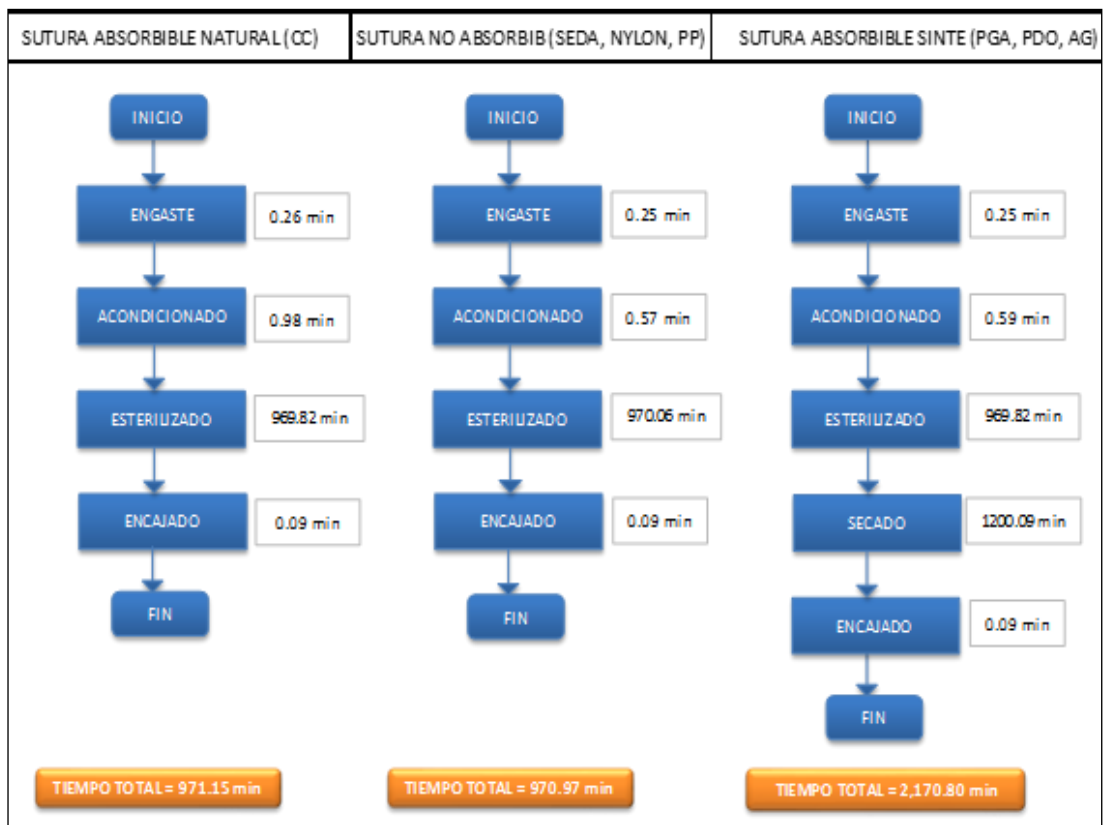 SUTURA ABSORBIBLE NATURAL (CC)
SUTURA NO ABSORBIB (SEDA, NYLON, PP)
SUTURA ABSORBIBLE SINTE (PGA, PDO, AG)
INICIO
ENGASTE
0.26 min
ACONDICIONADO
0.98 min
ESTERILIZADO
969.82 min
ENCAJADO
0.09 min
FIN
TIEMPO TOTAL = 971.15 min
INICIO
ENGASTE
0.25 min
ACONDICIONADO
0.57 min
ESTERILIZADO
970.06 min
ENCAJADO
0.09 min
FIN
TIEMPO TOTAL = 970.97 min
INICIO
ENGASTE
0.25 min
ACONDICIONADO
0.59 min
ESTERILIZADO
969.82 min
SECADO
1200.09 min
ENCAJADO
0.09 min
FIN
TIEMPO TOTAL = 2,170.80 min